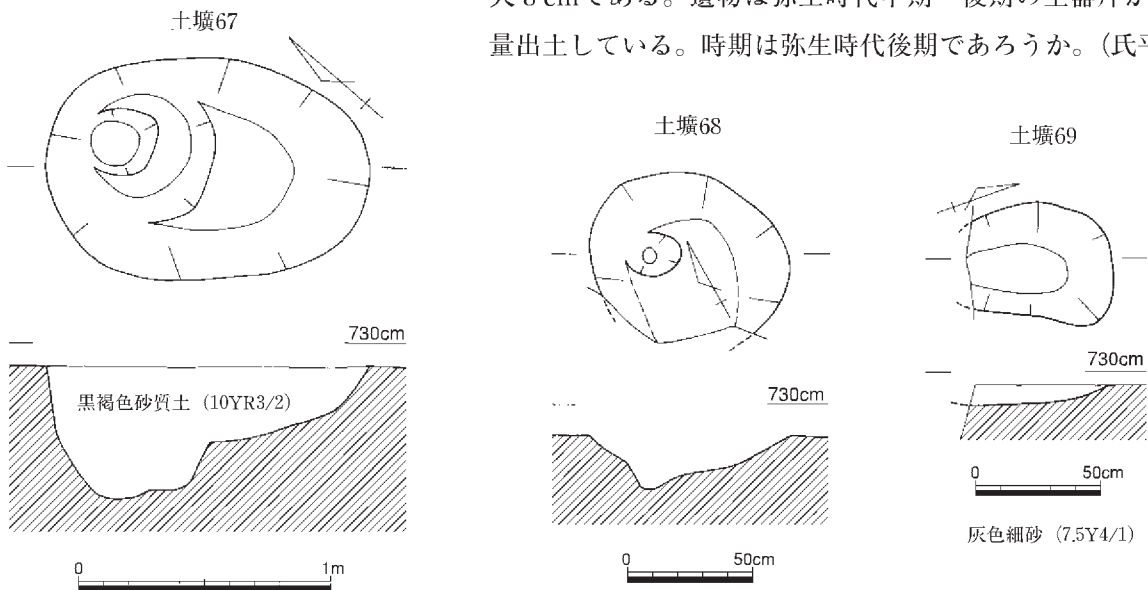 大8cmである。遺物は弥生時代中期〜後期の土器片が
量出土している。時期は弥生時代後期であろうか。(氏平
土壙67
730cm
黒褐色砂質土 (10YR3/2)
0 1m
土壙68
730cm
0 50cm
土壙69
730cm
0 50cm
灰色細砂 (7.5Y4/1)